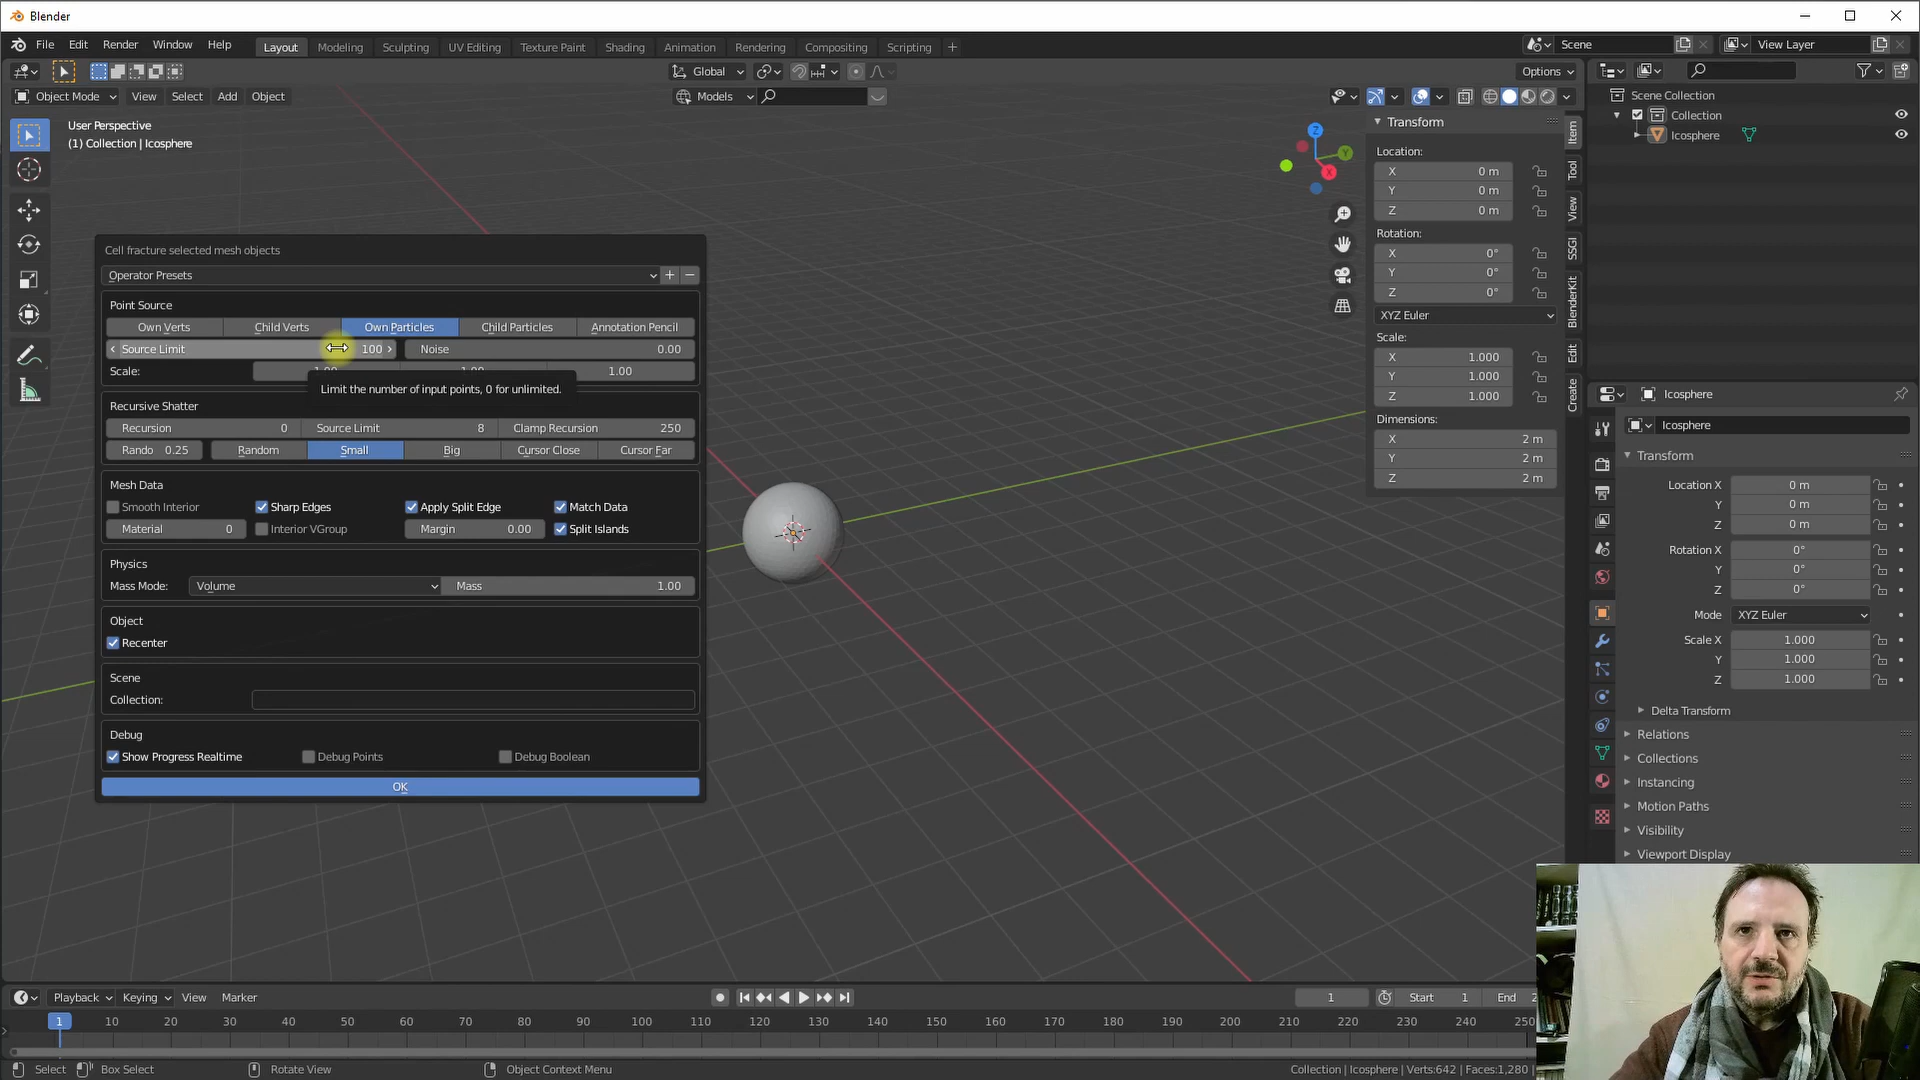 Blender
File Edit Render Window Help Layout Modeling Sculpting UV Editing Texture Paint Shading Animation Rendering Compositing Scripting + Scene View Layer
Global Options
Object Mode View Select Add Object Models
User Perspective
(1) Collection | Icosphere
Cell fracture selected mesh objects
Operator Presets
Point Source
Own Verts Child Verts Own Particles Child Particles Annotation Pencil
Source Limit 100 Noise 0.00
Scale: 1.00
Limit the number of input points, 0 for unlimited.
Recursive Shatter
Recursion 0 Source Limit 8 Clamp Recursion 250
Rando 0.25 Random Small Big Cursor Close Cursor Far
Mesh Data
Smooth Interior Sharp Edges Apply Split Edge Match Data
Material 0 Interior VGroup Margin 0.00 Split Islands
Physics
Mass Mode: Volume Mass 1.00
Object
Recenter
Scene
Collection:
Debug
Show Progress Realtime Debug Points Debug Boolean
OK
Z
Y
X
Transform
Location:
X 0 m
Y 0 m
Z 0 m
Rotation:
X 0°
Y 0°
Z 0°
XYZ Euler
Scale:
X 1.000
Y 1.000
Z 1.000
Dimensions:
X 2 m
Y 2 m
Z 2 m
Item
Tool
View
SSGI
BlenderKit
Edit
Create
Scene Collection
Collection
Icosphere
Icosphere
Icosphere
Transform
Location X 0 m
Y 0 m
Z 0 m
Rotation X 0°
Y 0°
Z 0°
Mode XYZ Euler
Scale X 1.000
Y 1.000
Z 1.000
Delta Transform
Relations
Collections
Instancing
Motion Paths
Visibility
Viewport Display
Playback Keying View Marker 1 Start 1 End
1 10 20 30 40 50 60 70 80 90 100 110 120 130 140 150 160 170 180 190 200 210 220 230 240 250
Select Box Select Rotate View Object Context Menu Collection | Icosphere | Verts:642 | Faces:1,280